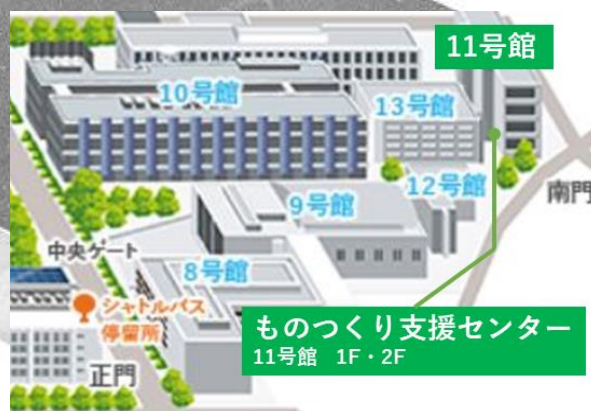 11号館
10号館
13号館
12号館
南門
9号館
中央ゲート
8号館
シャトルバス
停留所
正門
ものつくり支援センター
11号館 1F・2F